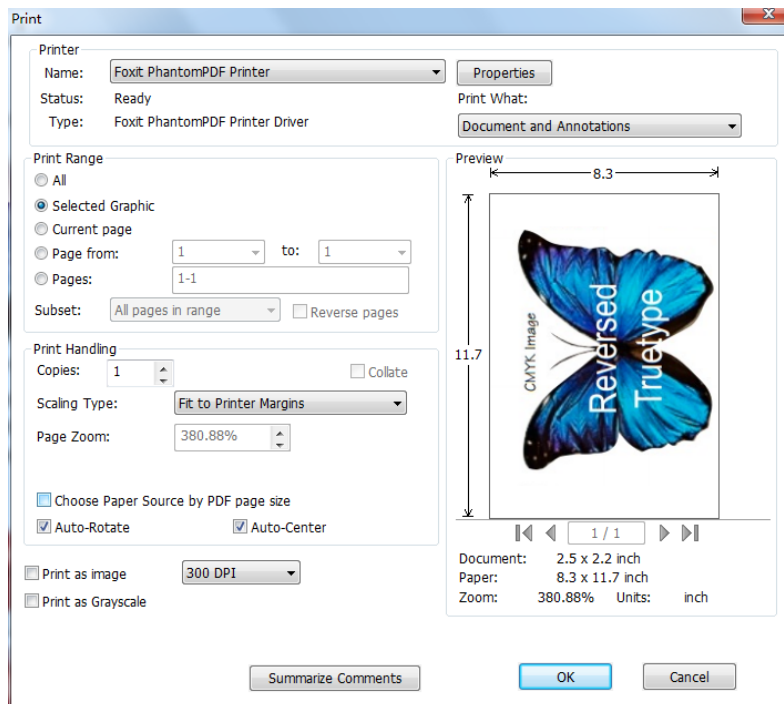 Print
Printer
Name: Foxit PhantomPDF Printer Properties
Status: Ready Print What:
Type: Foxit PhantomPDF Printer Driver Document and Annotations
Print Range
All
Selected Graphic
Current page
Page from: 1 to: 1
Pages: 1-1
Subset: All pages in range Reverse pages
Print Handling
Copies: 1 Collate
Scaling Type: Fit to Printer Margins
Page Zoom: 380.88%
Choose Paper Source by PDF page size
Auto-Rotate Auto-Center
Print as image 300 DPI
Print as Grayscale
Preview
8.3
11.7
CMYK Image
Reversed
Truetype
1 / 1
Document: 2.5 x 2.2 inch
Paper: 8.3 x 11.7 inch
Zoom: 380.88% Units: inch
Summarize Comments OK Cancel